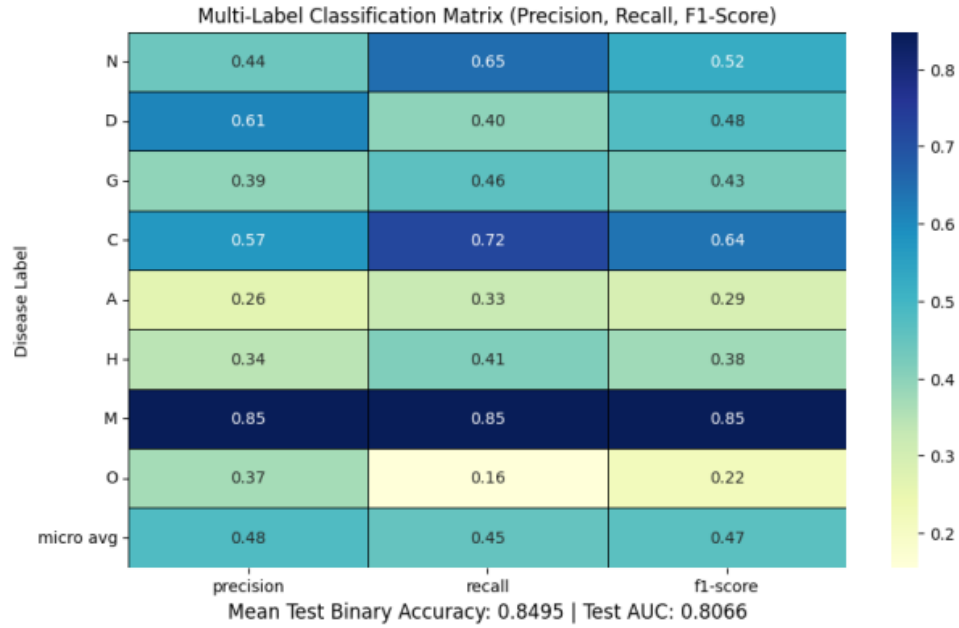 Multi-Label Classification Matrix (Precision, Recall, F1-Score)
Disease Label
N 0.44 0.65 0.52
D 0.61 0.40 0.48
G 0.39 0.46 0.43
C 0.57 0.72 0.64
A 0.26 0.33 0.29
H 0.34 0.41 0.38
M 0.85 0.85 0.85
O 0.37 0.16 0.22
micro avg 0.48 0.45 0.47
precision recall f1-score
0.8
0.7
0.6
0.5
0.4
0.3
0.2
Mean Test Binary Accuracy: 0.8495 | Test AUC: 0.8066